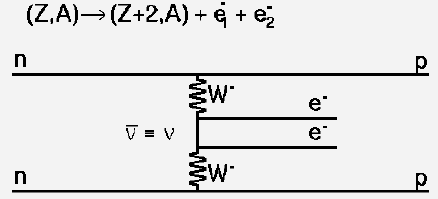 (Z,A)→(Z+2,A) + e₁⁻ + e₂⁻
n p
W⁻
e⁻
e⁻
ν̅ ≡ ν
W⁻
n p